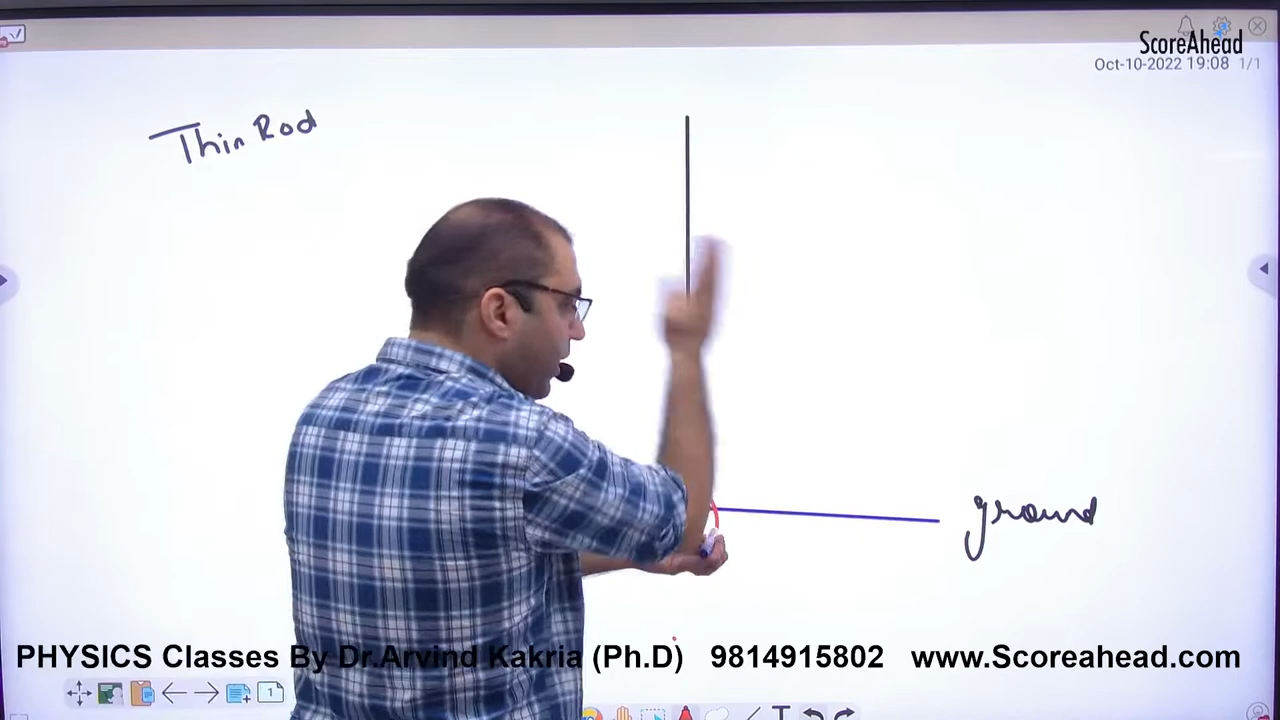 ScoreAhead
Oct-10-2022 19:08 1/1
Thin Rod
ground
PHYSICS Classes By Dr.Arvind Kakria (Ph.D) 9814915802 www.Scoreahead.com
1
T